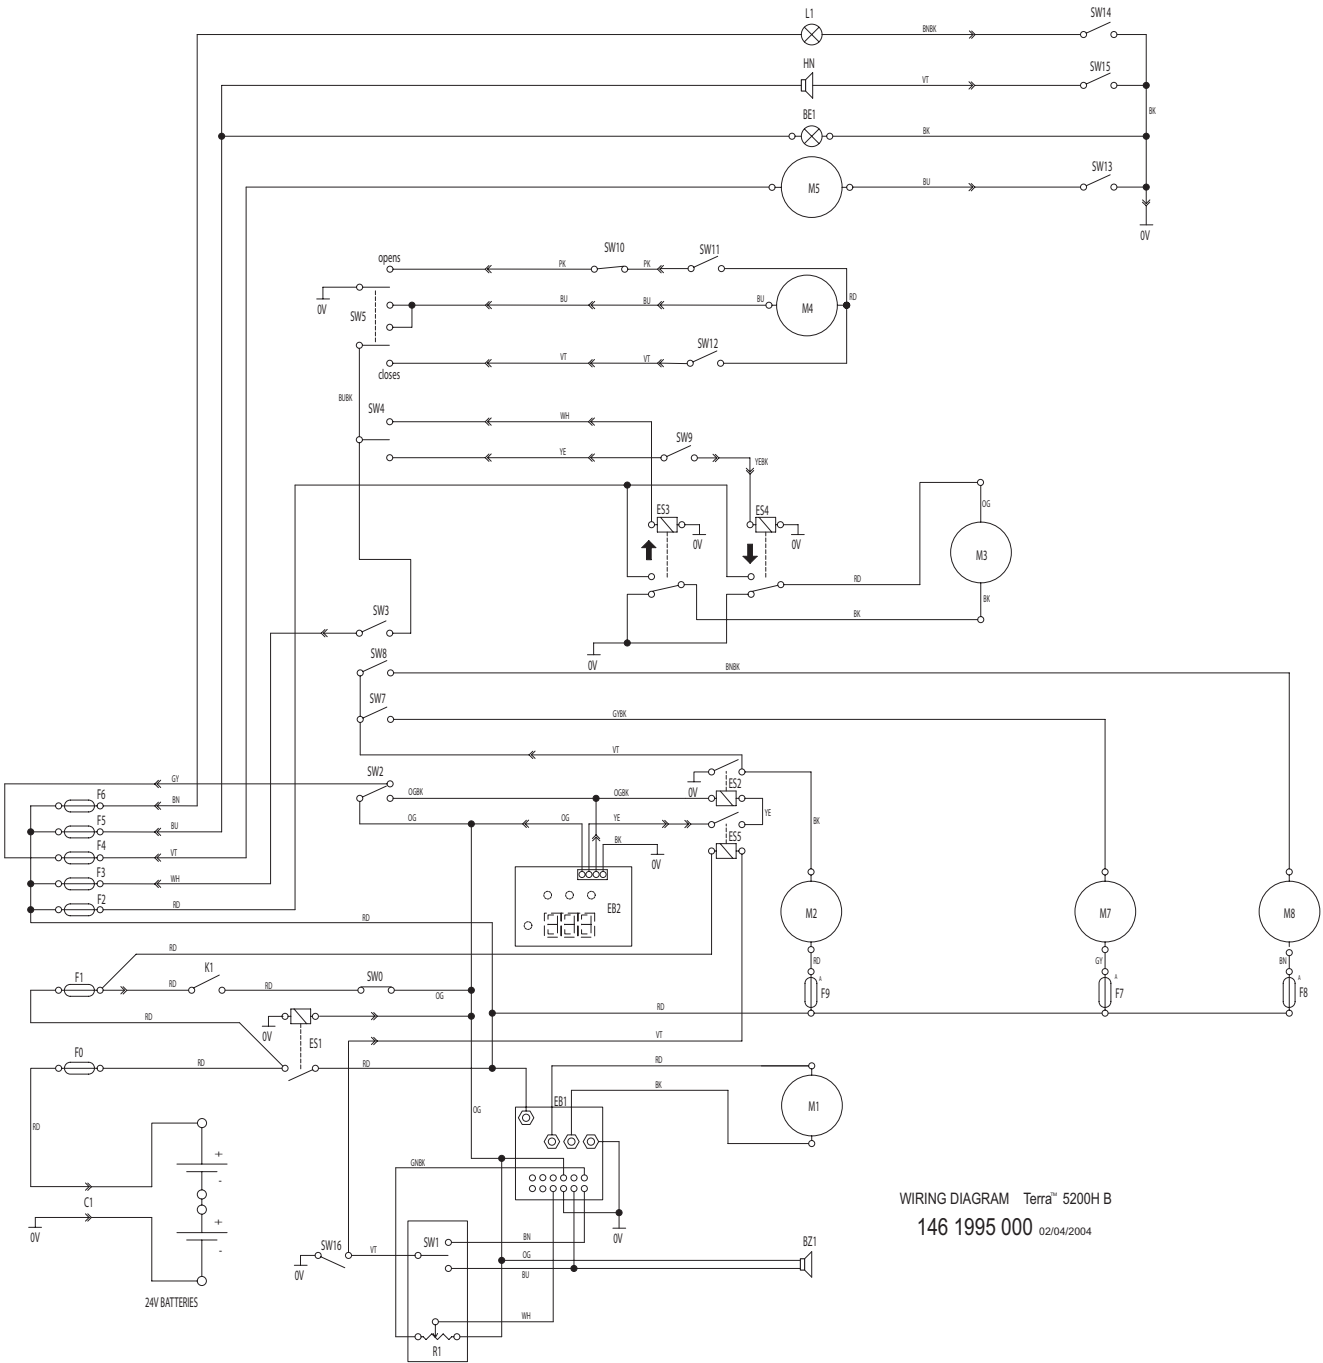 L1
SW14
BNBK
HN
SW15
VT
BK
BE1
BK
M5
SW13
BU
0V
opens
PK
SW10
PK
SW11
0V
SW5
BU
BU
BU
M4
RD
VT
VT
SW12
closes
BUBK
SW4
WH
YE
SW9
YEBK
ES3
0V
ES4
0V
OG
M3
RD
BK
BK
SW3
0V
SW8
BNBK
SW7
GYBK
VT
GY
SW2
0V
ES2
F6
BN
OGBK
OGBK
F5
BU
OG
OG
YE
YE
BK
F4
VT
BK
0V
ES5
F3
WH
F2
RD
EB2
M2
M7
M8
RD
RD
RD
GY
BN
F1
RD
K1
RD
SW0
OG
A
A
F9
F7
F8
RD
0V
ES1
RD
VT
F0
RD
RD
RD
BK
M1
EB1
OG
RD
GNBK
+
-
C1
0V
+
-
24V BATTERIES
SW16
0V
VT
SW1
BN
OG
BU
0V
BZ1
WH
R1
WIRING DIAGRAM Terra™ 5200H B
146 1995 000 02/04/2004